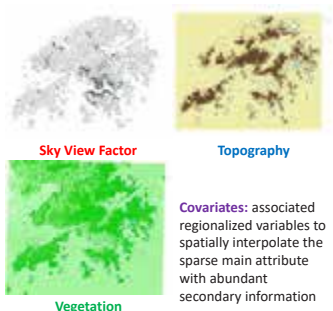 Sky View Factor
Topography
Vegetation
Covariates: associated
regionalized variables to
spatially interpolate the
sparse main attribute
with abundant
secondary information